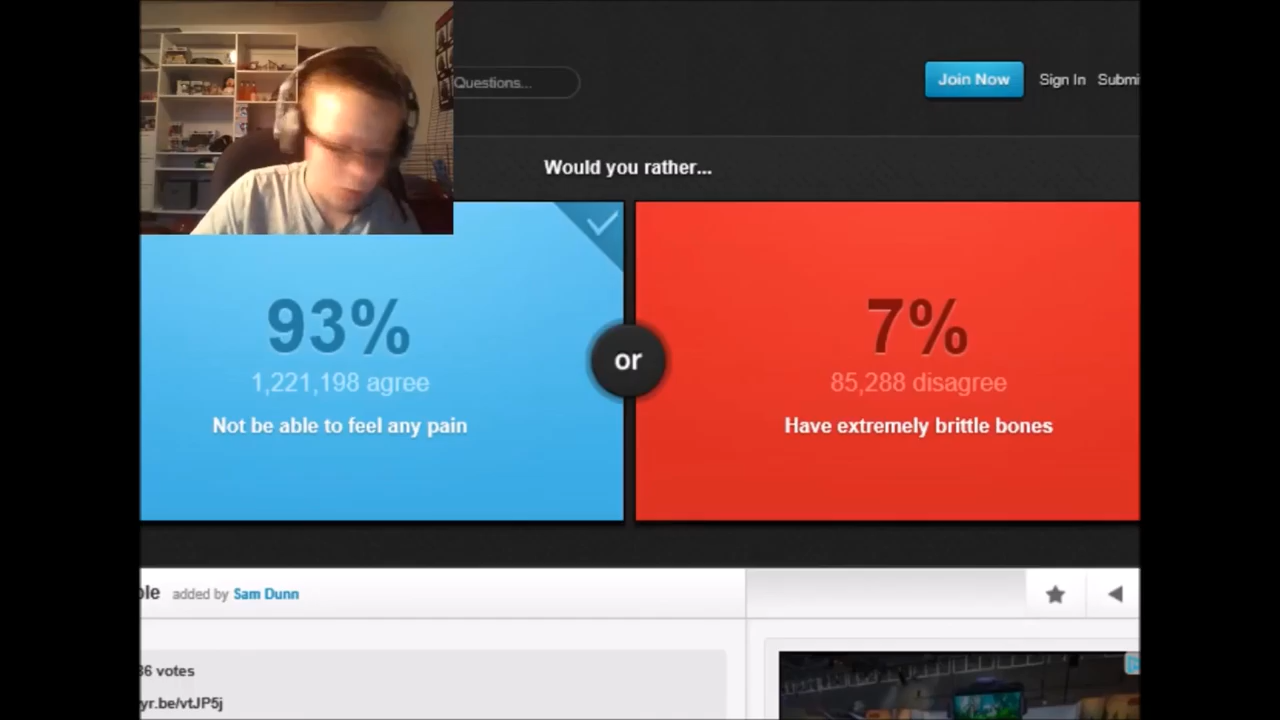 Questions...
Join Now
Sign In
Submi
Would you rather...
93%
1,221,198 agree
Not be able to feel any pain
or
7%
85,288 disagree
Have extremely brittle bones
ble added by Sam Dunn
36 votes
yr.be/vtJP5j